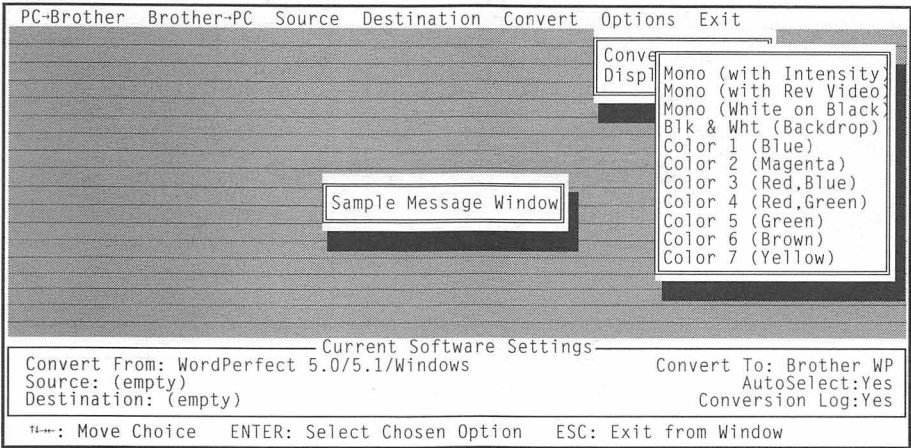 PC→Brother Brother→PC Source Destination Convert Options Exit
Conve
Displ
Mono (with Intensity)
Mono (with Rev Video)
Mono (White on Black)
Blk & Wht (Backdrop)
Color 1 (Blue)
Color 2 (Magenta)
Color 3 (Red,Blue)
Color 4 (Red,Green)
Color 5 (Green)
Color 6 (Brown)
Color 7 (Yellow)
Sample Message Window
Current Software Settings
Convert From: WordPerfect 5.0/5.1/Windows Convert To: Brother WP
Source: (empty) AutoSelect:Yes
Destination: (empty) Conversion Log:Yes
↑↓→←: Move Choice ENTER: Select Chosen Option ESC: Exit from Window